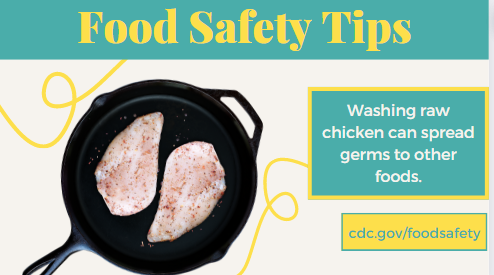 Food Safety Tips
Washing raw
chicken can spread
germs to other
foods.
cdc.gov/foodsafety